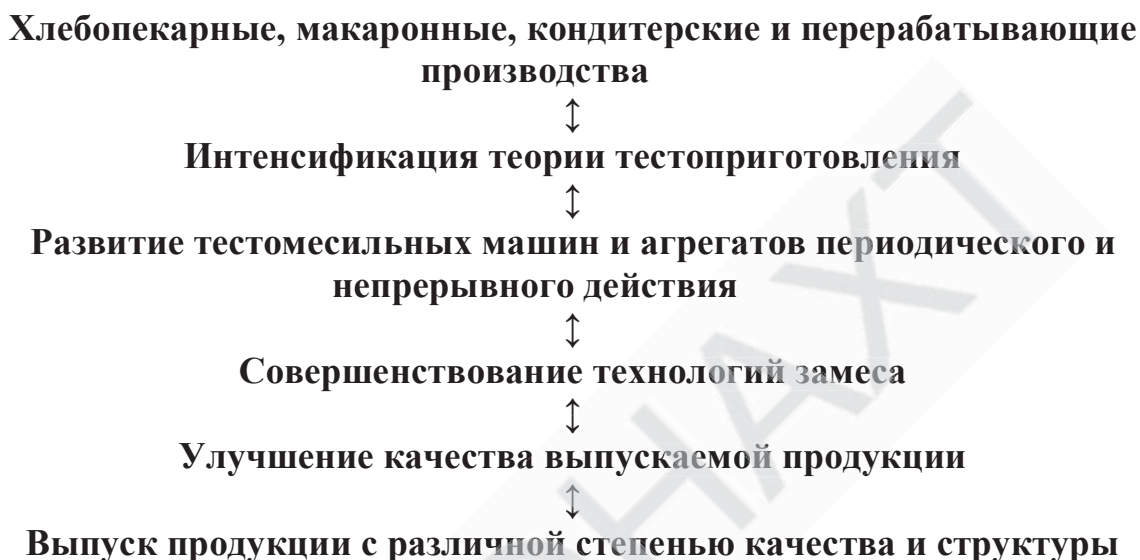 Хлебопекарные, макаронные, кондитерские и перерабатывающие
производства
↕
Интенсификация теории тестоприготовления
↕
Развитие тестомесильных машин и агрегатов периодического и
непрерывного действия
↕
Совершенствование технологий замеса
↕
Улучшение качества выпускаемой продукции
↕
Выпуск продукции с различной степенью качества и структуры